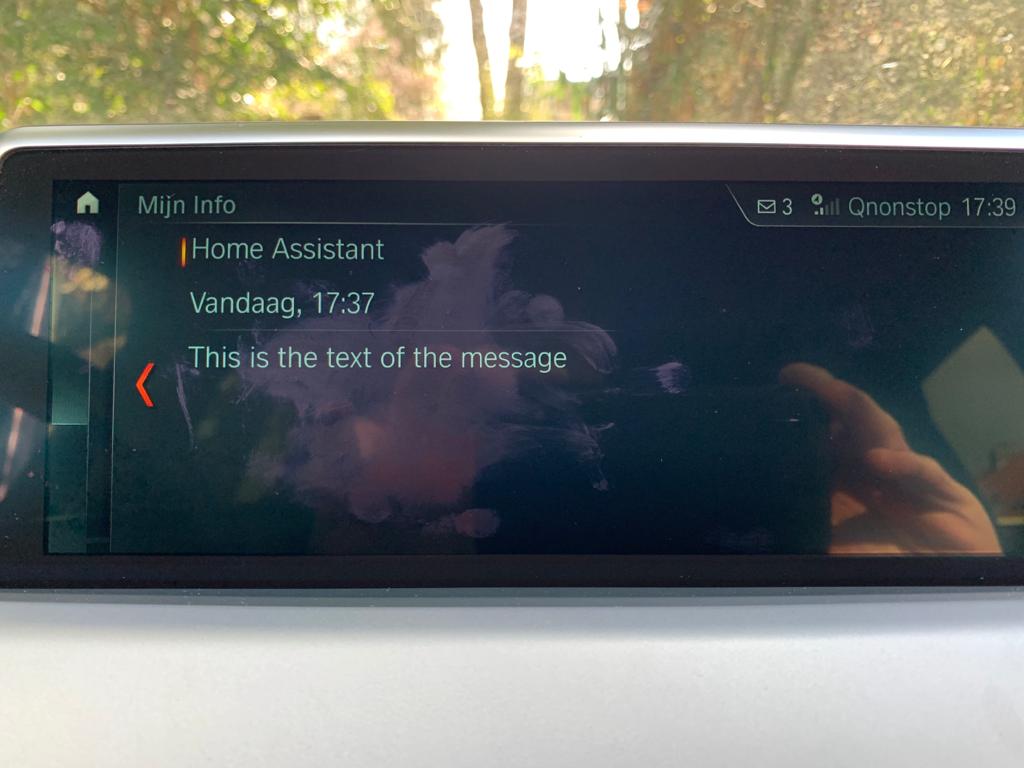 Mijn Info
3 Qnonstop 17:39
Home Assistant
Vandaag, 17:37
This is the text of the message